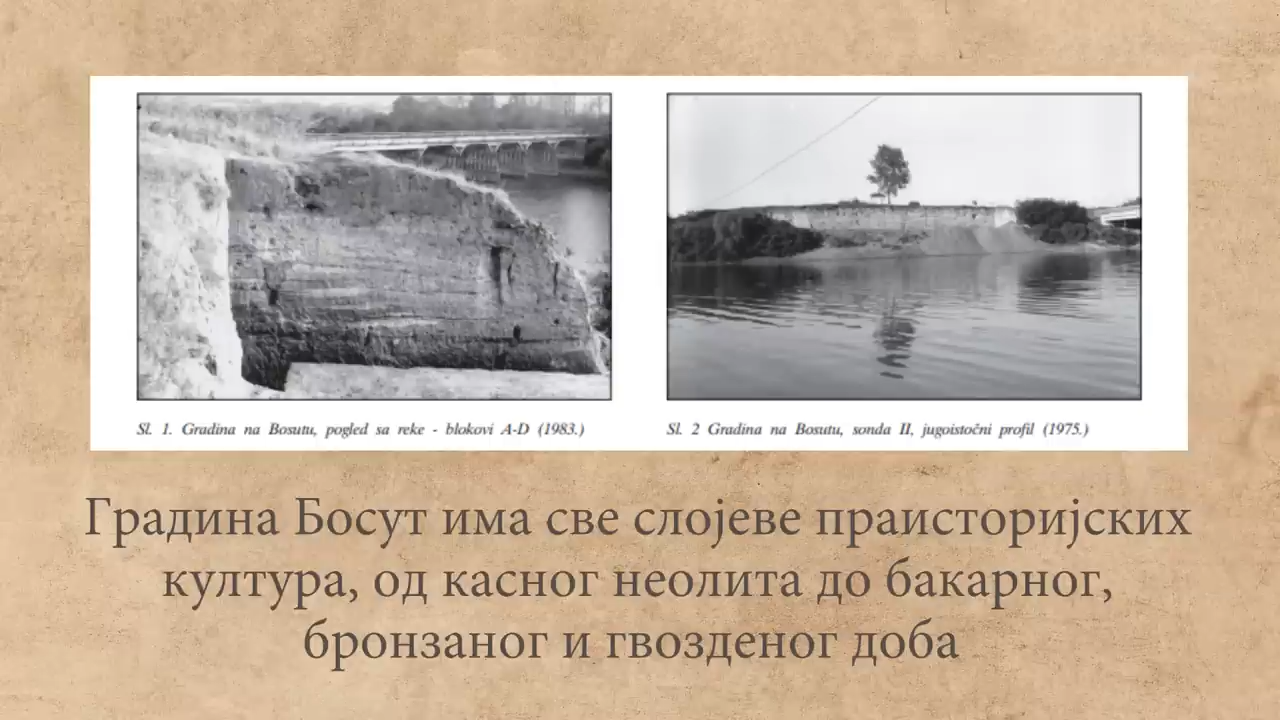 Sl. 1. Gradina na Bosutu, pogled sa reke - blokovi A-D (1983.)
Sl. 2 Gradina na Bosutu, sonda II, jugoistočni profil (1975.)
Градина Босут има све слојеве праисторијских
култура, од касног неолита до бакарног,
бронзаног и гвозденог доба